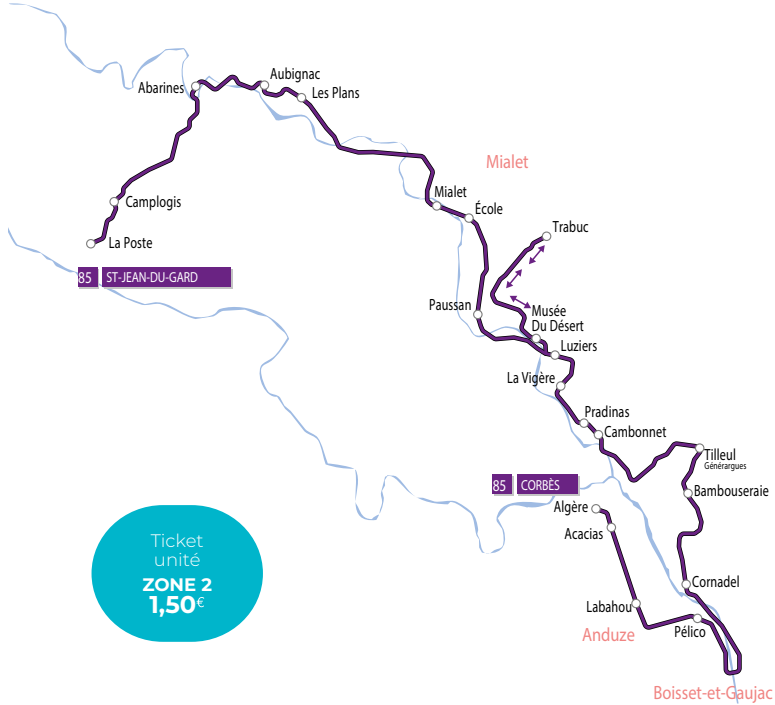 Aubignac
Abarines
Les Plans
Mialet
Camplogis
Mialet
École
La Poste
Trabuc
85 ST-JEAN-DU-GARD
Paussan
Musée
Du Désert
Luziers
La Vigère
Pradinas
Cambonnet
Tilleul
Générargues
85 CORBÈS
Bambouseraie
Algère
Acacias
Ticket
unité
ZONE 2
1,50€
Cornadel
Labahou
Pélico
Anduze
Boisset-et-Gaujac